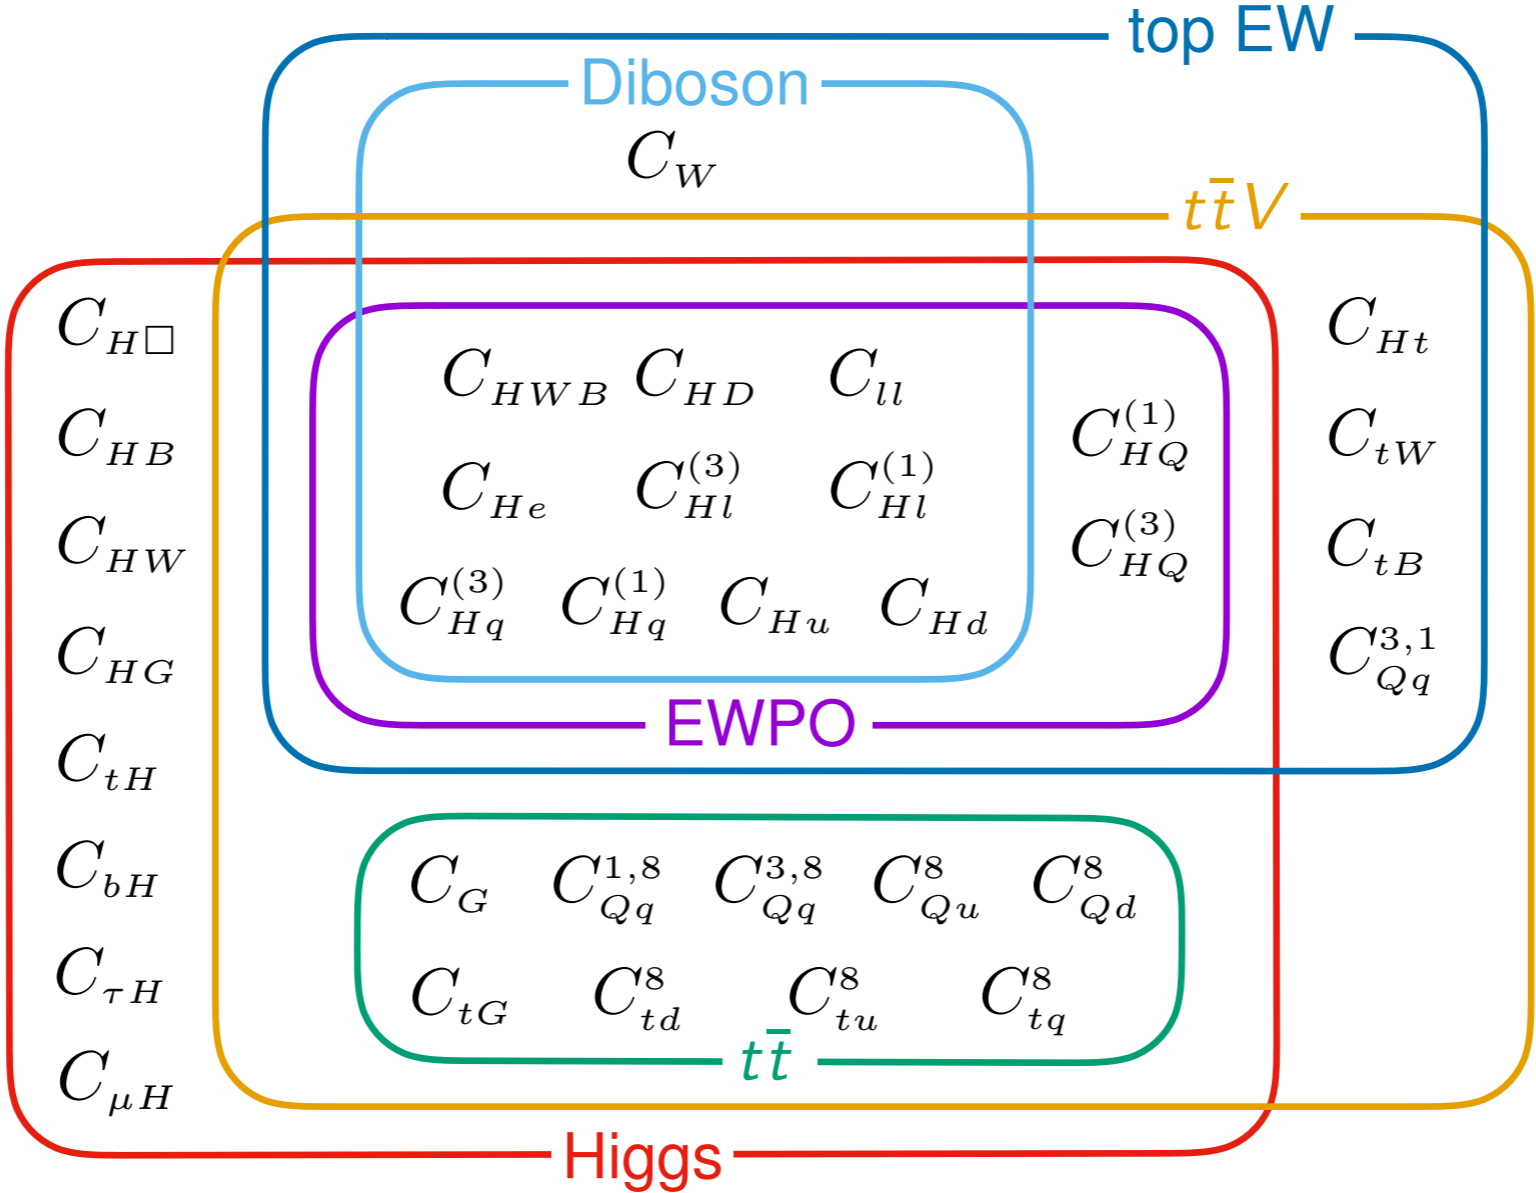 top EW
Diboson
C_W
t\bar{t}V
C_{H□}
C_{HB}
C_{HW}
C_{HG}
C_{tH}
C_{bH}
C_{τH}
C_{μH}
C_{HWB} C_{HD} C_{ll}
C_{He} C_{Hl}^{(3)} C_{Hl}^{(1)}
C_{Hq}^{(3)} C_{Hq}^{(1)} C_{Hu} C_{Hd}
C_{HQ}^{(1)}
C_{HQ}^{(3)}
C_{Ht}
C_{tW}
C_{tB}
C_{Qq}^{3,1}
EWPO
C_G C_{Qq}^{1,8} C_{Qq}^{3,8} C_{Qu}^{8} C_{Qd}^{8}
C_{tG} C_{td}^{8} C_{tu}^{8} C_{tq}^{8}
t\bar{t}
Higgs